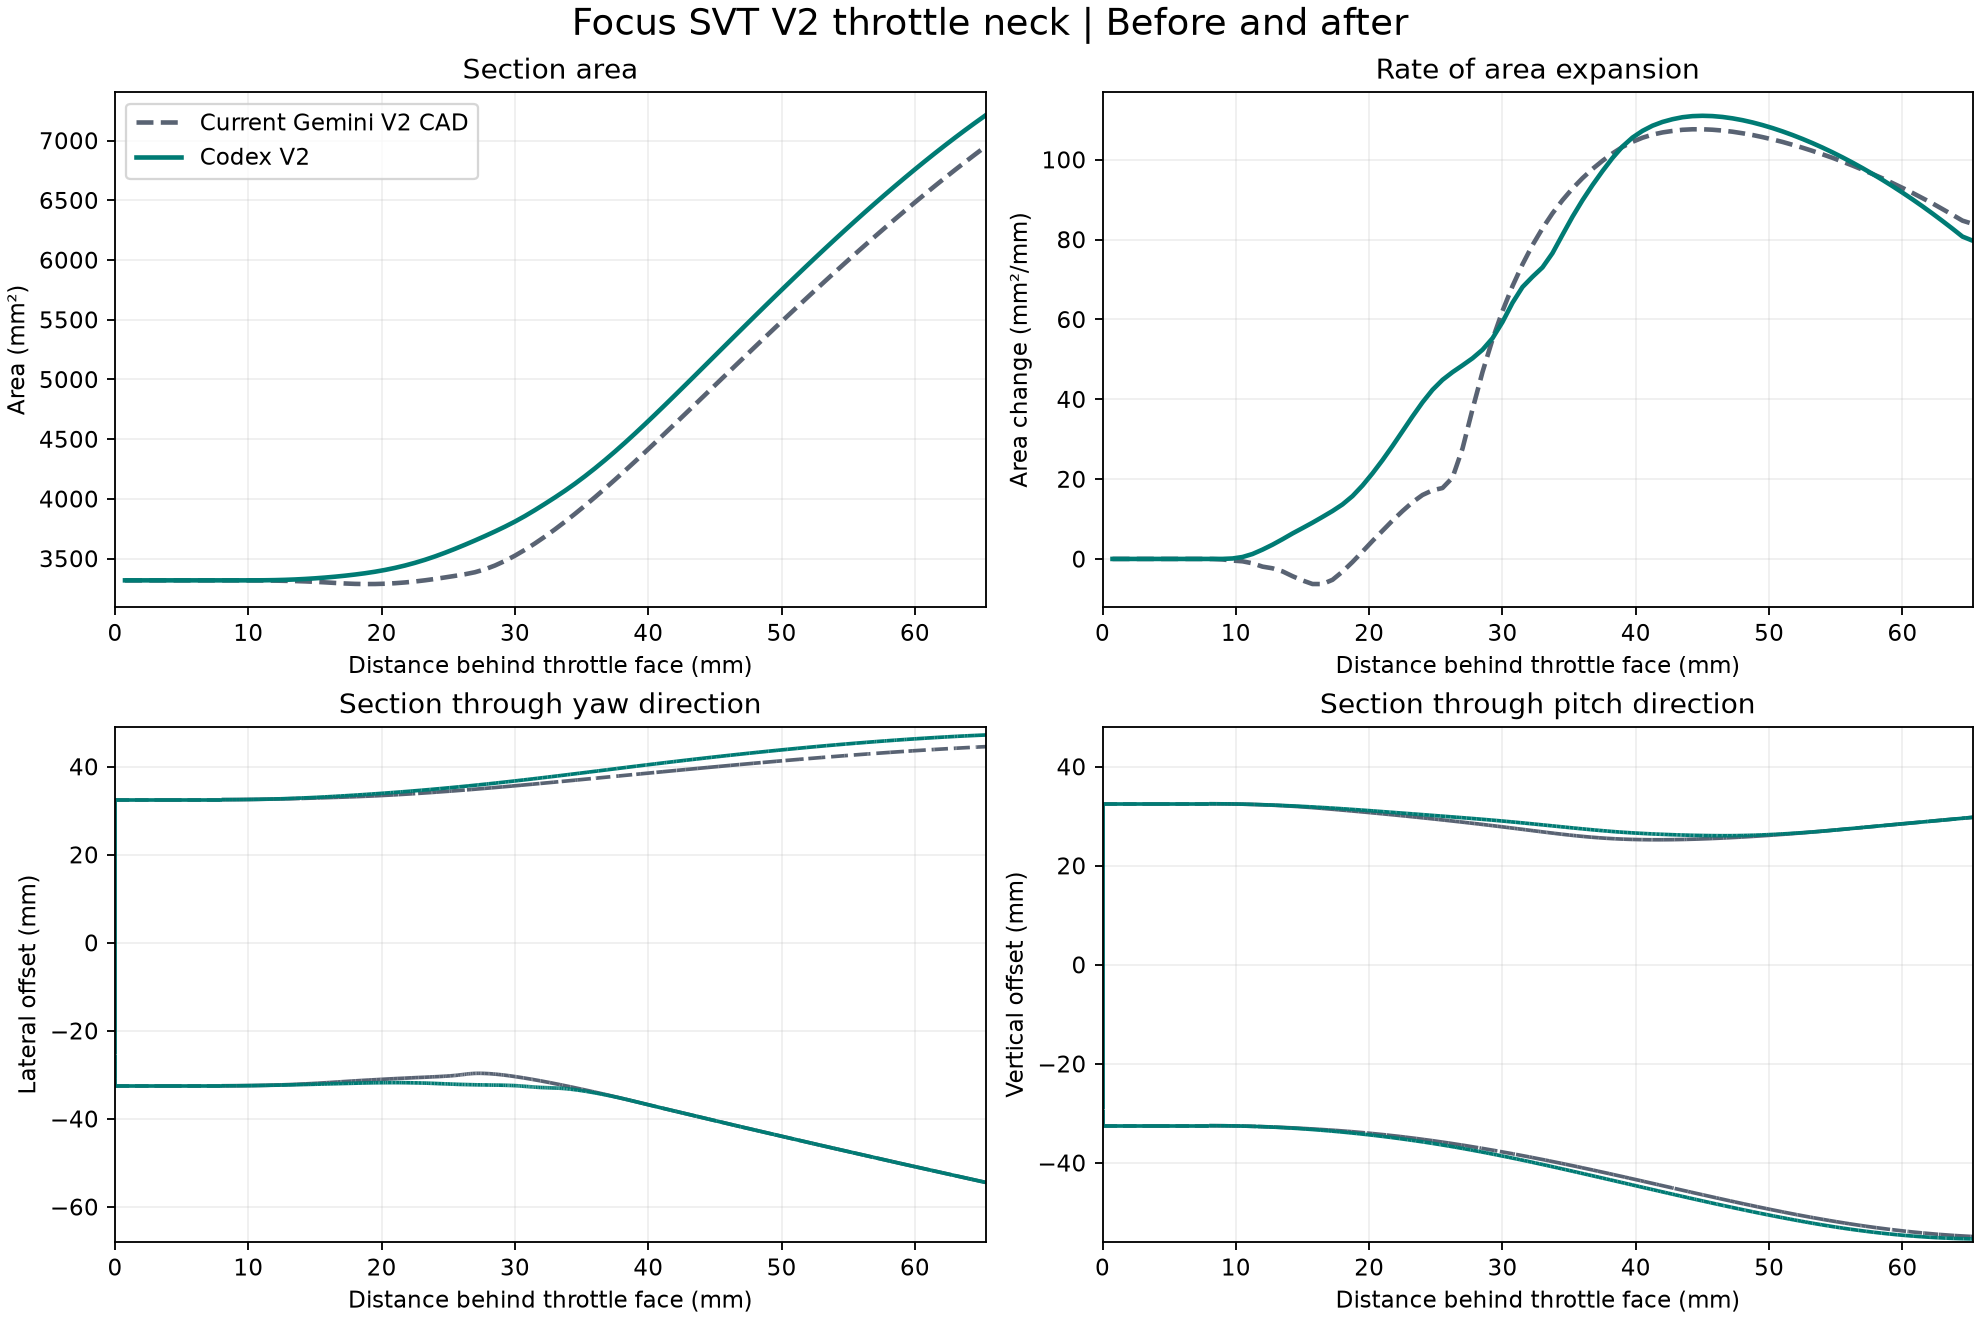 Focus SVT V2 throttle neck | Before and after
Section area
Current Gemini V2 CAD
Codex V2
7000
6500
6000
5500
5000
4500
4000
3500
Area (mm²)
0 10 20 30 40 50 60
Distance behind throttle face (mm)
Rate of area expansion
100
80
60
40
20
0
Area change (mm²/mm)
0 10 20 30 40 50 60
Distance behind throttle face (mm)
Section through yaw direction
40
20
0
−20
−40
−60
Lateral offset (mm)
0 10 20 30 40 50 60
Distance behind throttle face (mm)
Section through pitch direction
40
20
0
−20
−40
Vertical offset (mm)
0 10 20 30 40 50 60
Distance behind throttle face (mm)